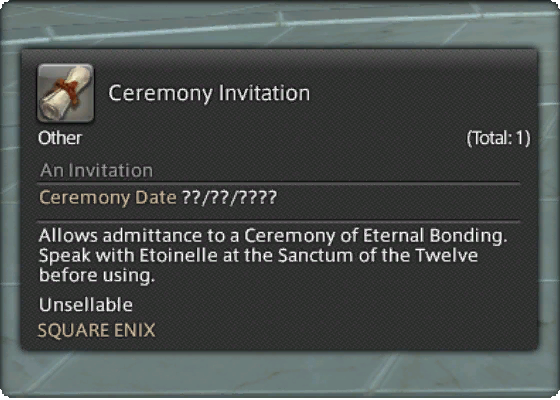 Ceremony Invitation
Other (Total: 1)
An Invitation
Ceremony Date ??/??/????
Allows admittance to a Ceremony of Eternal Bonding.
Speak with Etoinelle at the Sanctum of the Twelve
before using.
Unsellable
SQUARE ENIX